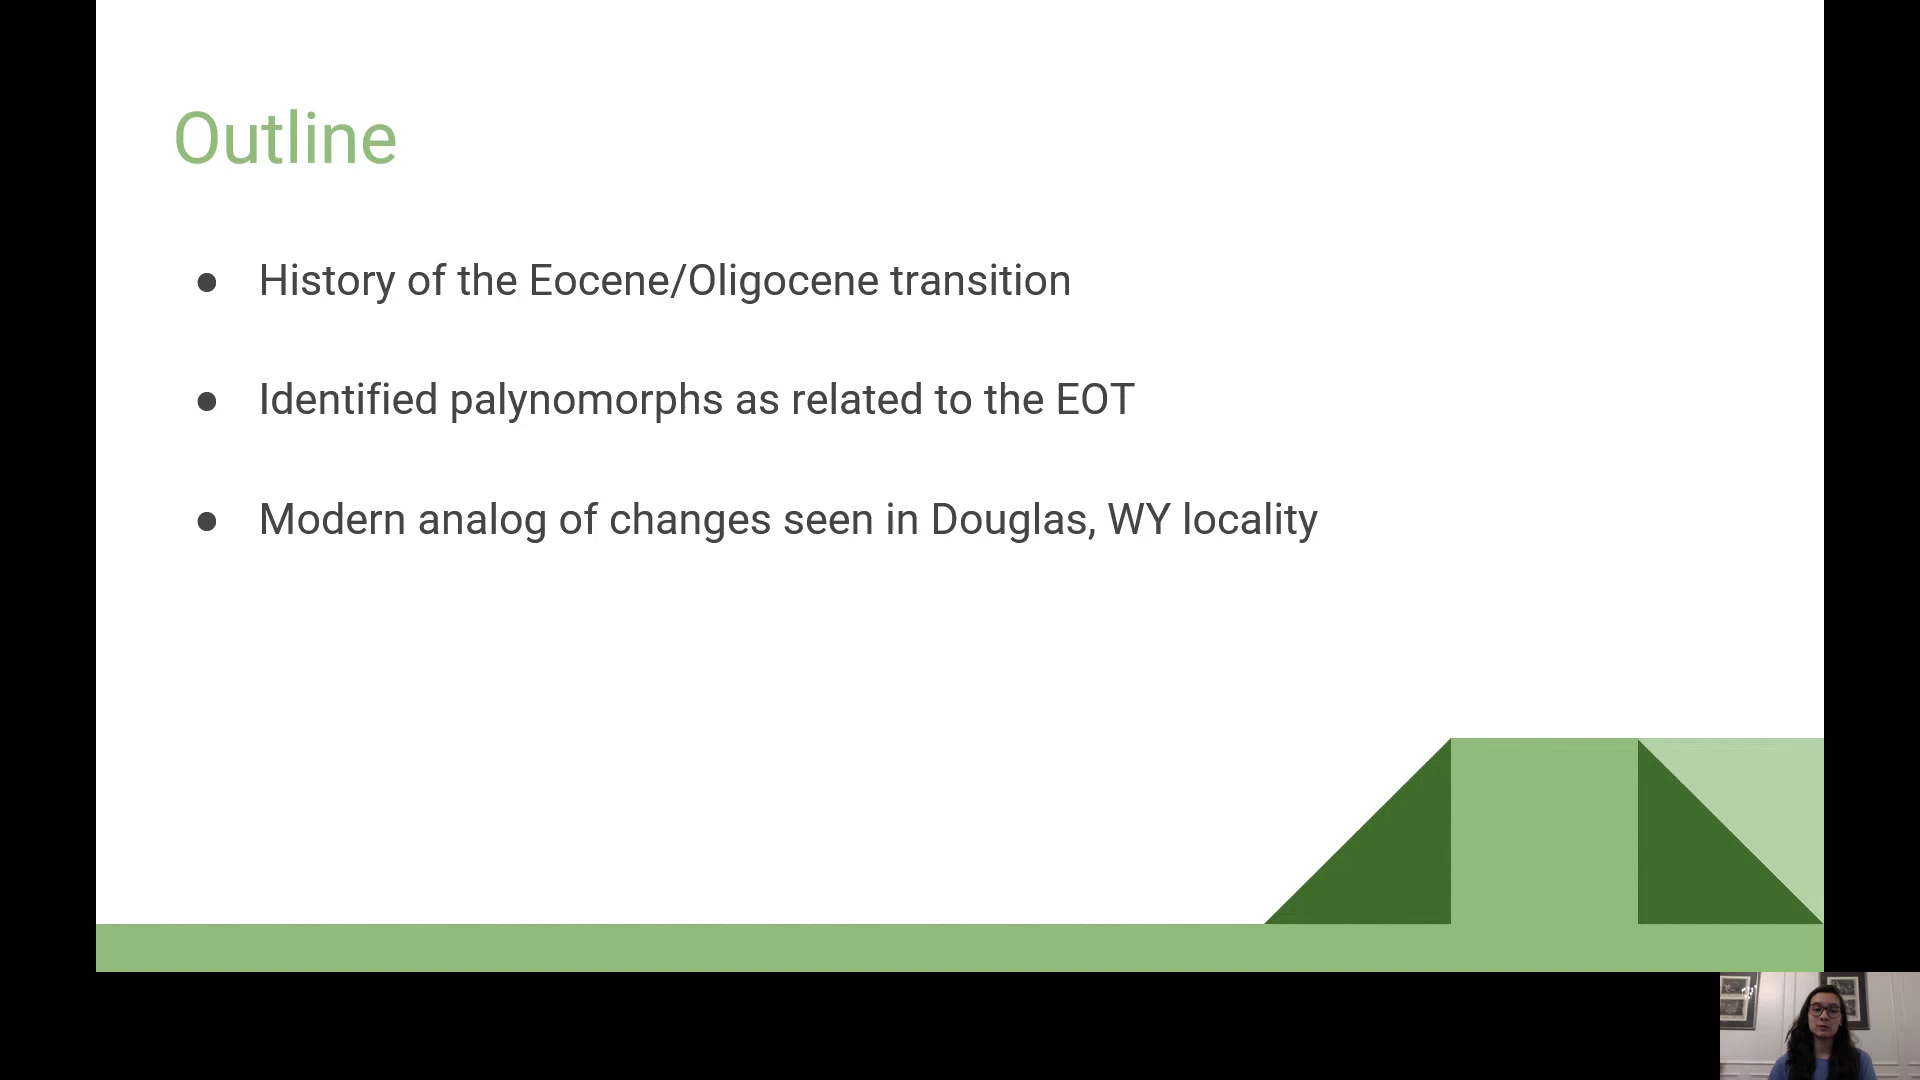 Outline
● History of the Eocene/Oligocene transition
● Identified palynomorphs as related to the EOT
● Modern analog of changes seen in Douglas, WY locality